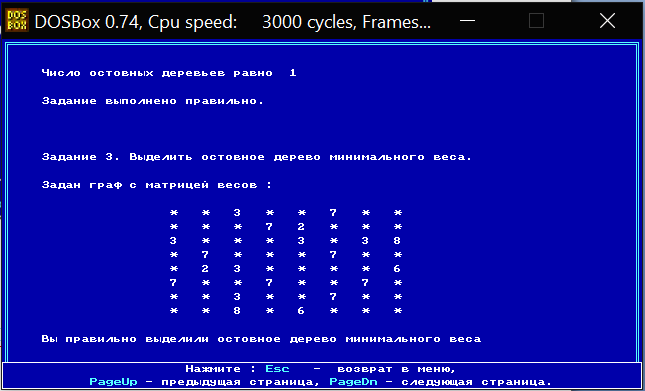 DOS
BOX
DOSBox 0.74, Cpu speed: 3000 cycles, Frames...
Число остовных деревьев равно 1
Задание выполнено правильно.
Задание 3. Выделить остовное дерево минимального веса.
Задан граф с матрицей весов :
* * 3 * * 7 * *
* * * 7 2 * * *
3 * * * 3 * 3 8
* 7 * * * 7 * *
* 2 3 * * * * 6
7 * * 7 * * 7 *
* * 3 * * 7 * *
* * 8 * 6 * * *
Вы правильно выделили остовное дерево минимального веса
Нажмите : Esc - возврат в меню,
PageUp - предыдущая страница, PageDn - следующая страница.